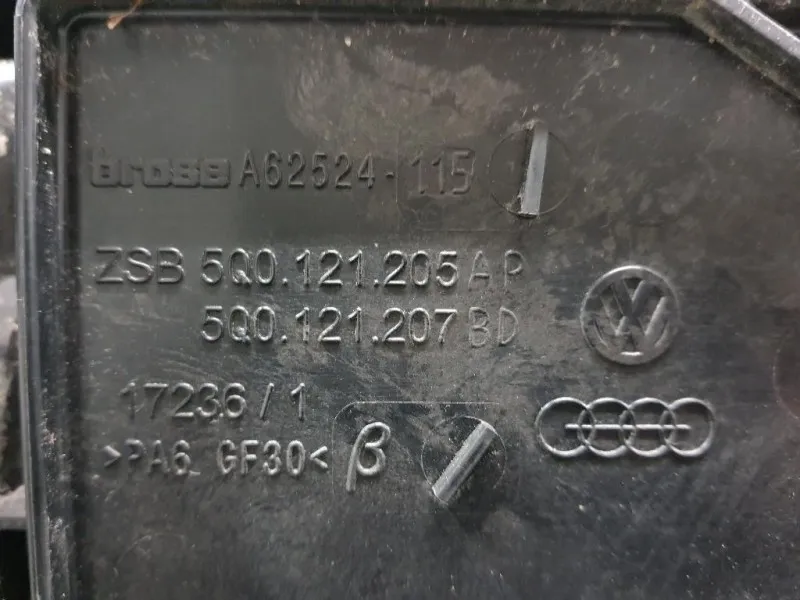 brose A62524-115
ZSB 5Q0.121.205 AP
5Q0.121.207 BD
17236/1
>PA6 GF30< β